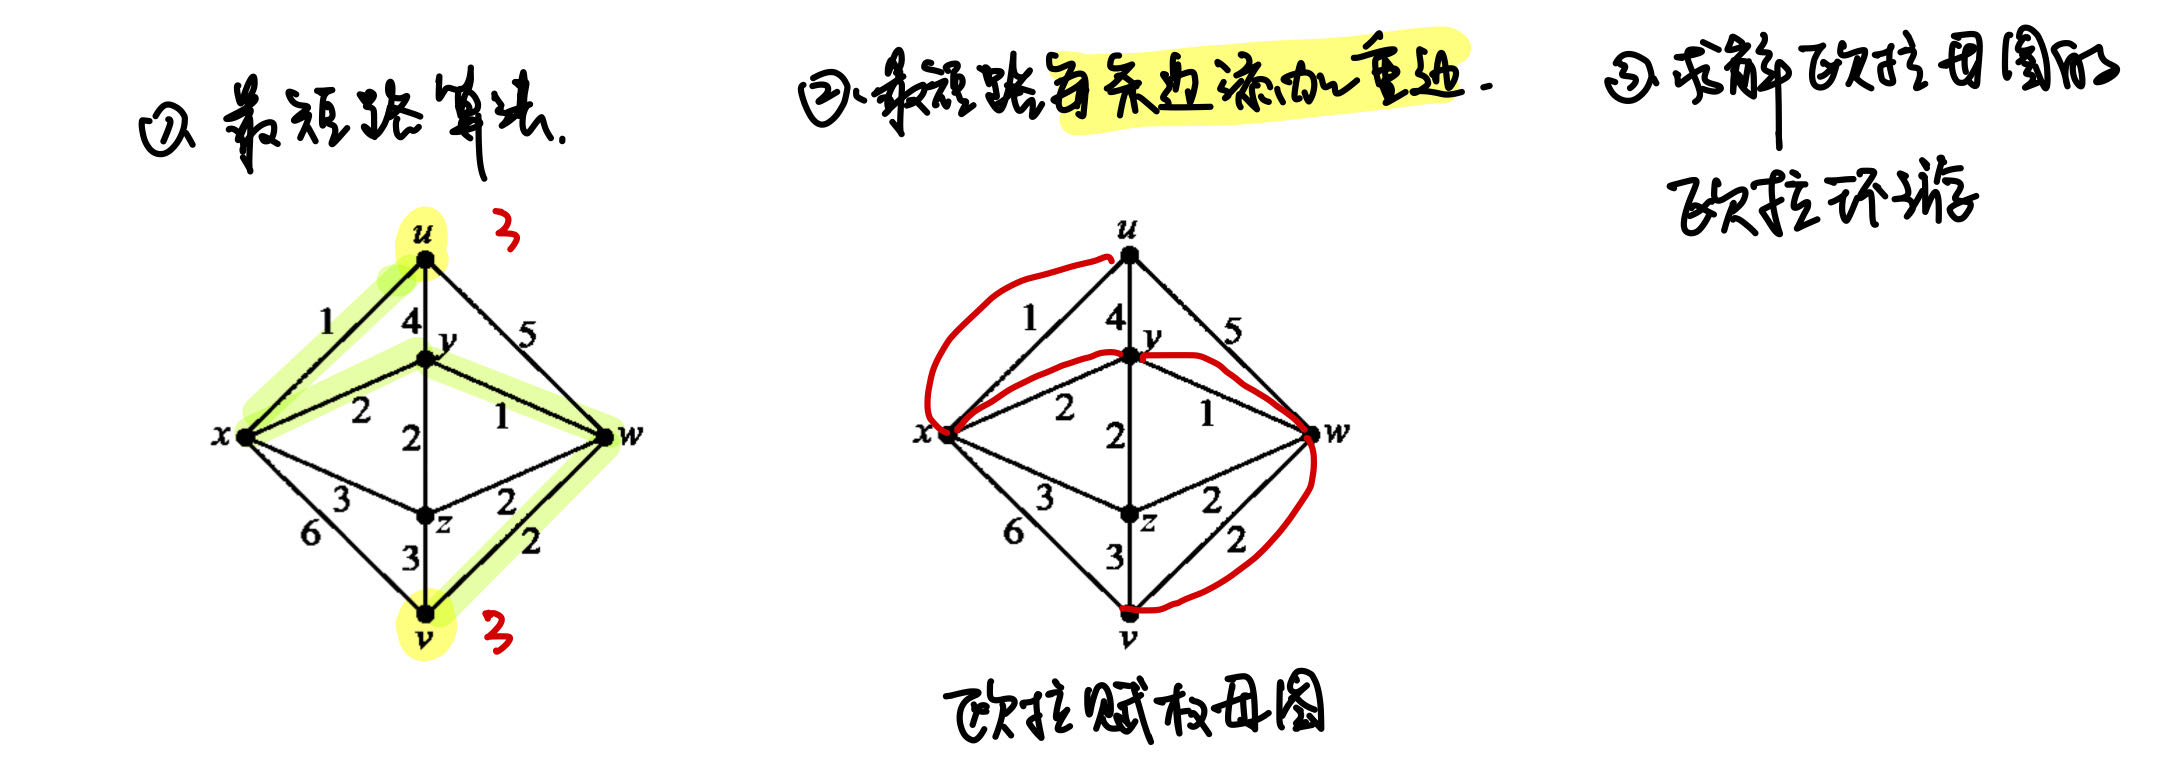 ① 最短路算法.
②.最短路每条边添加重边.
③.求解欧拉母图的
欧拉环游
u 3
1 4 5
y
2 1
x 2 w
3 2
6 z 2
3
v 3
u
1 4 5
y
2 1
x 2 w
3 2
6 z 2
3
v
欧拉赋权母图